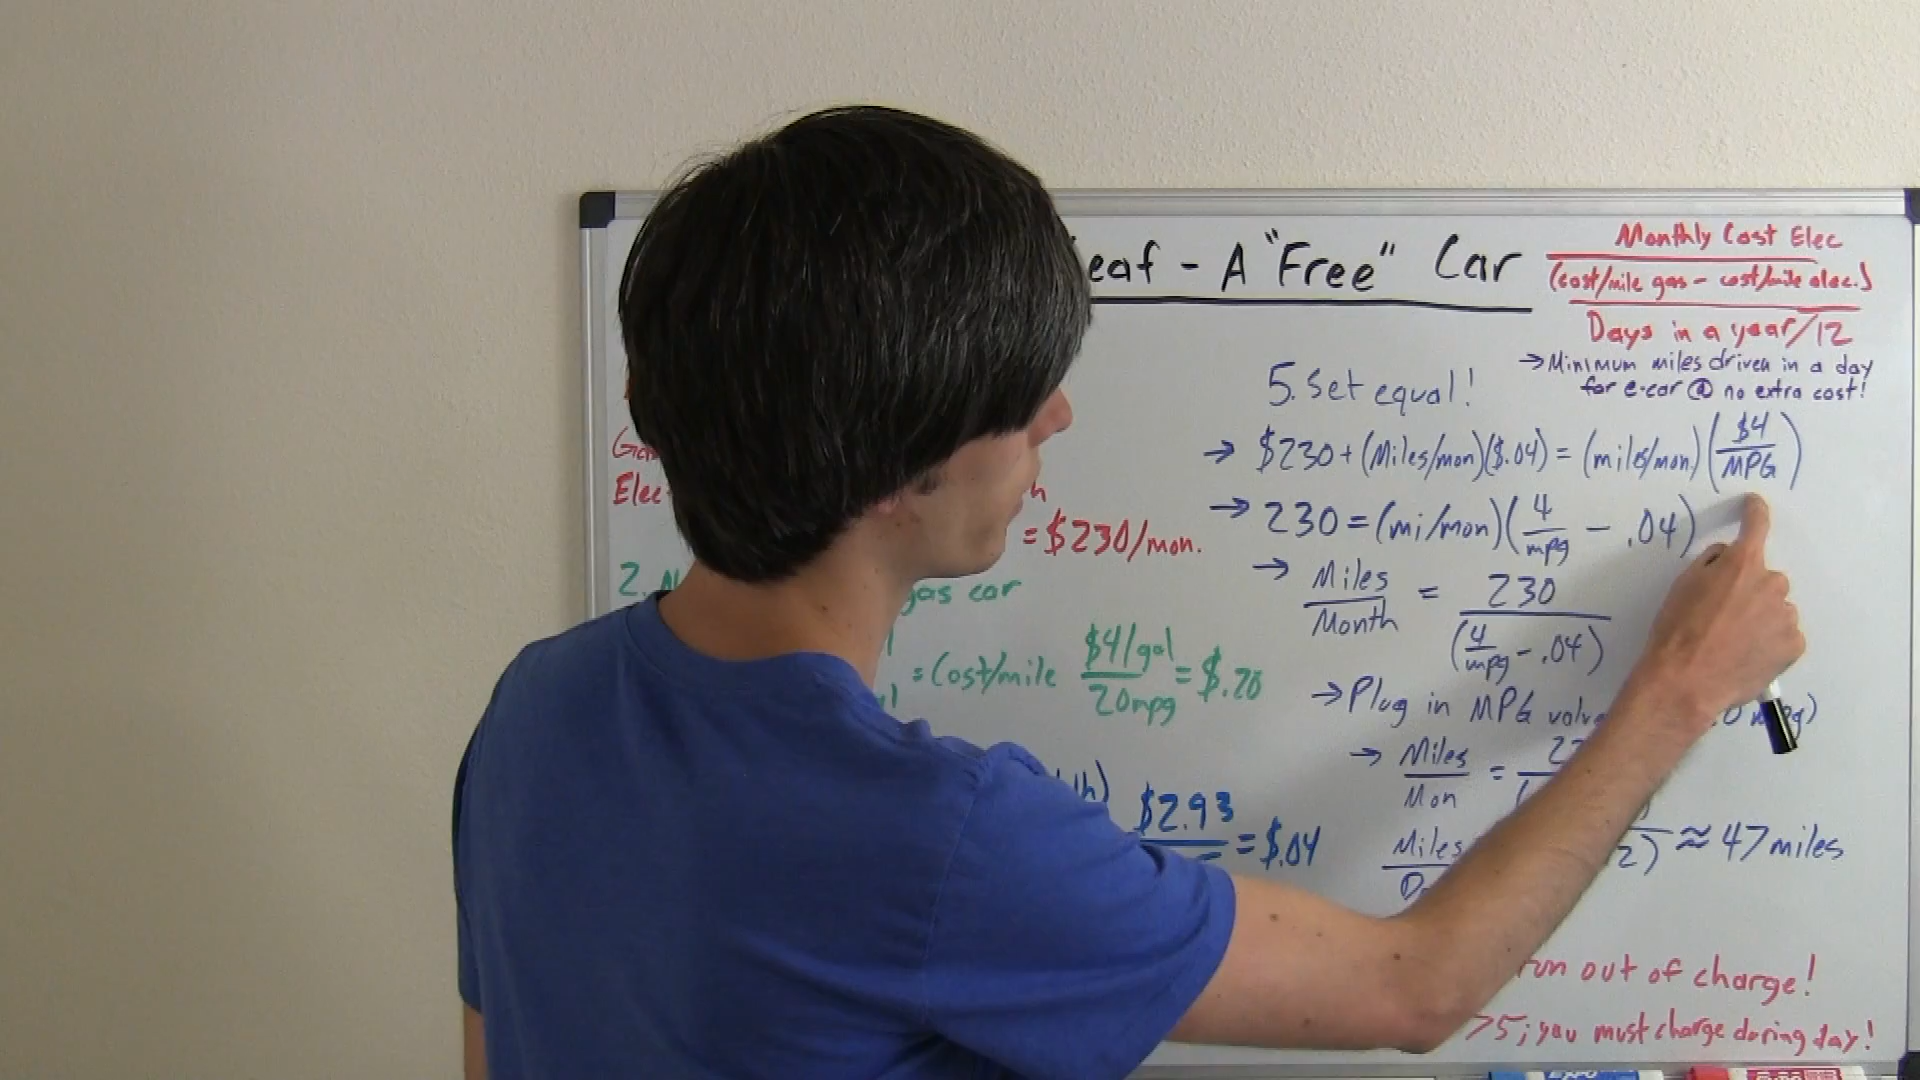 eaf - A "Free" Car
Monthly Cost Elec
(cost/mile gas - cost/mile elec.)
Days in a year/12
→ Minimum miles driven in a day
for e-car @ no extra cost!
Elec
= $230/mon.
2.
gas car
= Cost/mile $4/gal / 20mpg = $.20
$2.93 = $.04
5. Set equal!
→ $230 + (Miles/mon)($.04) = (miles/mon.)($4/MPG)
→ 230 = (mi/mon)(4/mpg - .04)
→ Miles/Month = 230/(4/mpg - .04)
→ Plug in MPG
→ Miles/Mon =
Miles ≈ 47 miles
run out of charge!
>5; you must charge during day!
EXPO